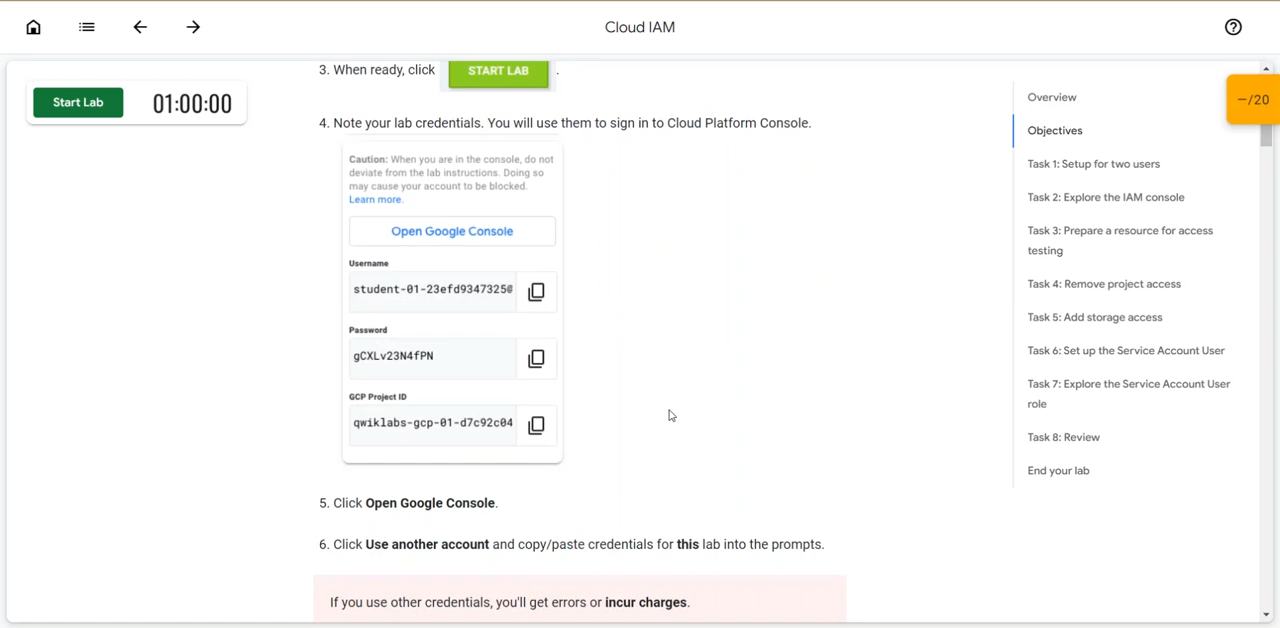 Cloud IAM
Start Lab
01:00:00
3. When ready, click START LAB .
4. Note your lab credentials. You will use them to sign in to Cloud Platform Console.
Caution: When you are in the console, do not
deviate from the lab instructions. Doing so
may cause your account to be blocked.
Learn more.
Open Google Console
Username
student-01-23efd9347325@
Password
gCXLv23N4fPN
GCP Project ID
qwiklabs-gcp-01-d7c92c04
5. Click Open Google Console.
6. Click Use another account and copy/paste credentials for this lab into the prompts.
If you use other credentials, you'll get errors or incur charges.
Overview
Objectives
Task 1: Setup for two users
Task 2: Explore the IAM console
Task 3: Prepare a resource for access
testing
Task 4: Remove project access
Task 5: Add storage access
Task 6: Set up the Service Account User
Task 7: Explore the Service Account User
role
Task 8: Review
End your lab
—/20